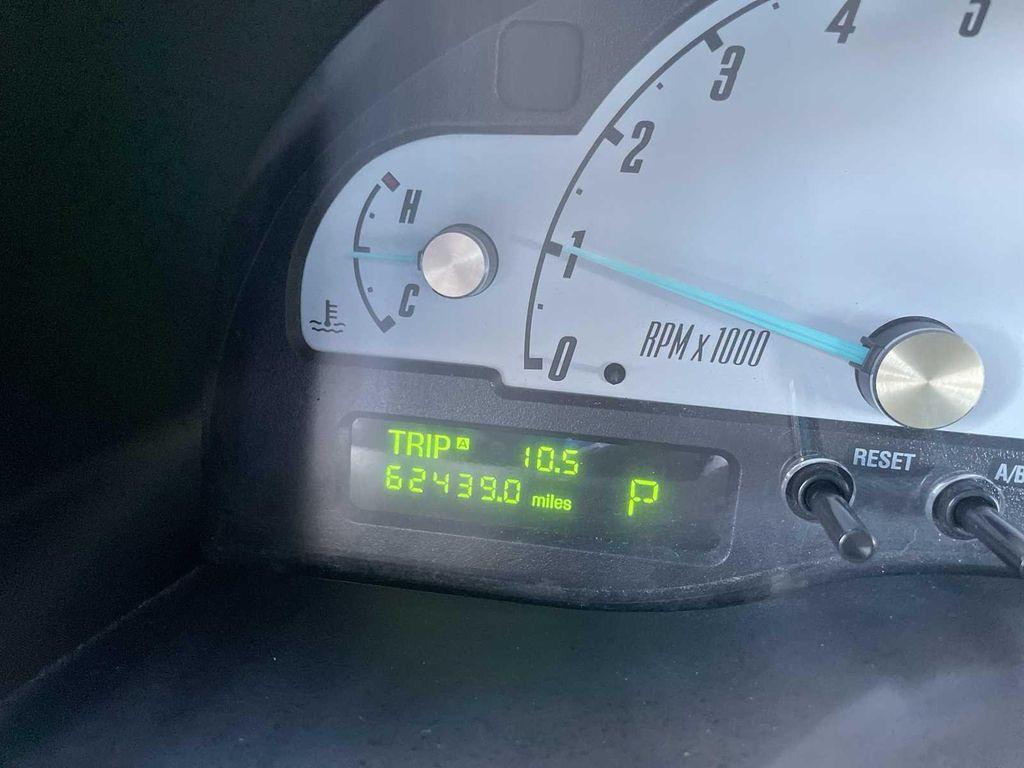 4
5
3
2
1
0
H
C
RPM x 1000
TRIP A 10.5
62439.0 miles
P
RESET
A/B